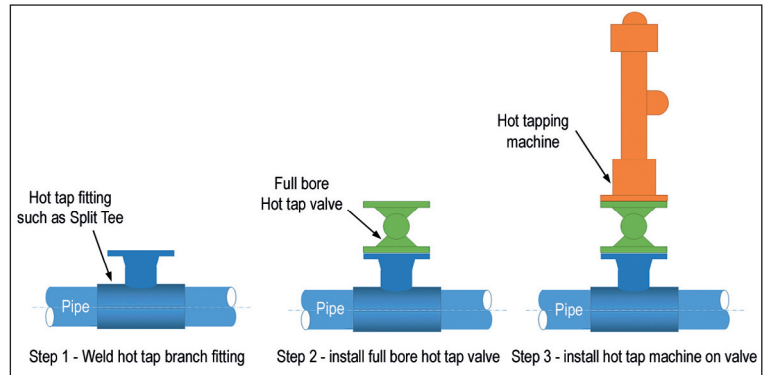 Hot tapping
machine
Full bore
Hot tap valve
Hot tap fitting
such as Split Tee
Pipe
Pipe
Pipe
Step 1 - Weld hot tap branch fitting
Step 2 - install full bore hot tap valve
Step 3 - install hot tap machine on valve